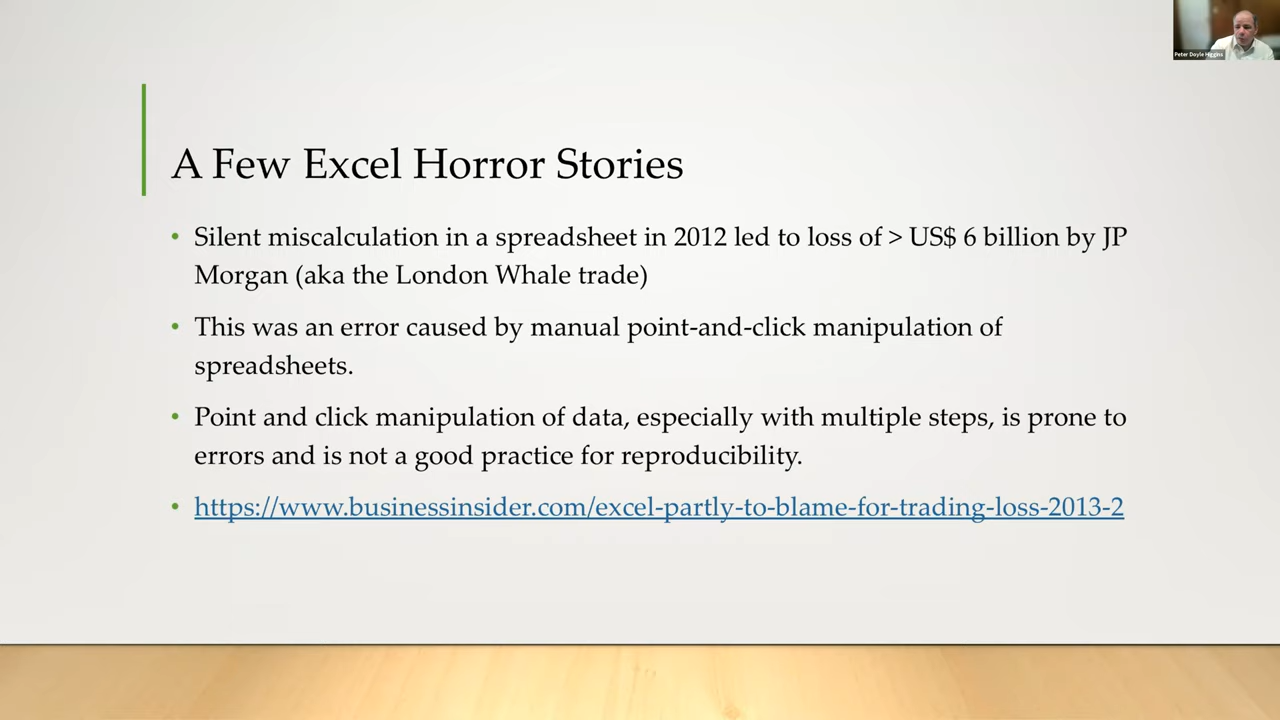 Peter Doyle Higgins
A Few Excel Horror Stories
• Silent miscalculation in a spreadsheet in 2012 led to loss of > US$ 6 billion by JP
Morgan (aka the London Whale trade)
• This was an error caused by manual point-and-click manipulation of
spreadsheets.
• Point and click manipulation of data, especially with multiple steps, is prone to
errors and is not a good practice for reproducibility.
• https://www.businessinsider.com/excel-partly-to-blame-for-trading-loss-2013-2